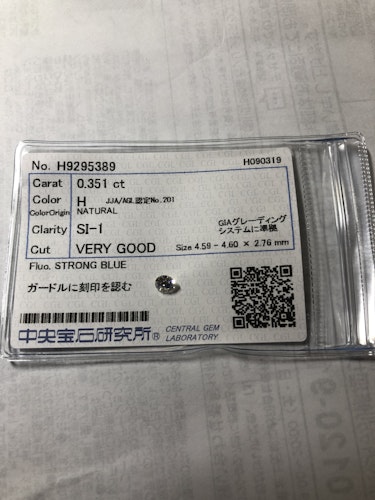 No. H9295389 H090319
Carat 0.351 ct
Color H JJA/AGL認定No.201
ColorOrigin NATURAL
Clarity SI-1 GIAグレーディング
システムに準拠
Cut VERY GOOD Size 4.59 - 4.60 × 2.76 mm
Fluo. STRONG BLUE
ガードルに刻印を認む
中央宝石研究所® CENTRAL GEM
LABORATORY